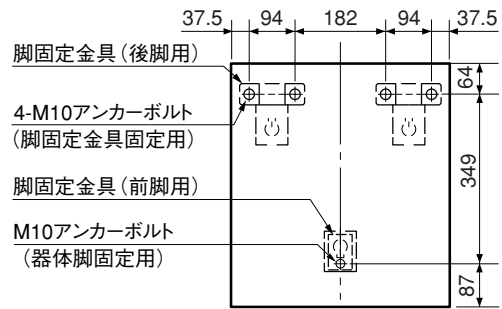 37.5 94 182 94 37.5
脚固定金具(後脚用)
64
4-M10アンカーボルト
(脚固定金具固定用)
349
脚固定金具(前脚用)
M10アンカーボルト
(器体脚固定用)
87